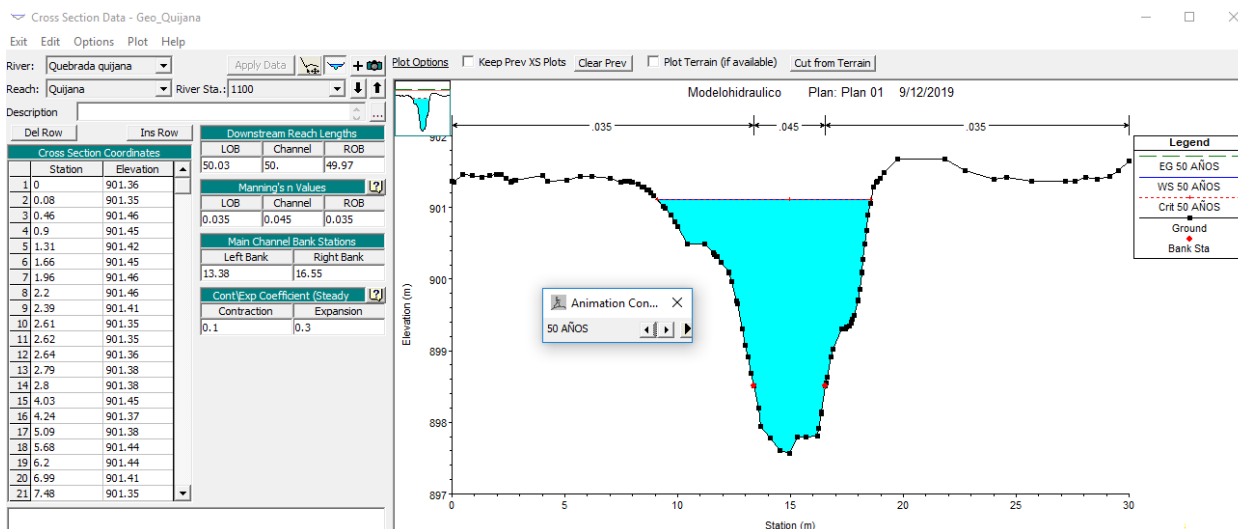 Cross Section Data - Geo_Quijana
Exit Edit Options Plot Help
River: Quebrada quijana Apply Data
Reach: Quijana River Sta.: 1100
Description ...
Del Row Ins Row
Cross Section Coordinates
Station Elevation
1 0 901.36
2 0.08 901.35
3 0.46 901.46
4 0.9 901.45
5 1.31 901.42
6 1.66 901.45
7 1.96 901.46
8 2.2 901.46
9 2.39 901.41
10 2.61 901.35
11 2.62 901.35
12 2.64 901.36
13 2.79 901.38
14 2.8 901.38
15 4.03 901.45
16 4.24 901.37
17 5.09 901.38
18 5.68 901.44
19 6.2 901.44
20 6.99 901.41
21 7.48 901.35
Downstream Reach Lengths
LOB Channel ROB
50.03 50. 49.97
Manning's n Values ?
LOB Channel ROB
0.035 0.045 0.035
Main Channel Bank Stations
Left Bank Right Bank
13.38 16.55
Cont\Exp Coefficient (Steady ?
Contraction Expansion
0.1 0.3
Plot Options Keep Prev XS Plots Clear Prev Plot Terrain (if available) Cut from Terrain
Modelohidraulico Plan: Plan 01 9/12/2019
.035 .045 .035
902
901
900
899
898
897
Elevation (m)
0 5 10 15 20 25 30
Station (m)
Animation Con...
50 AÑOS
Legend
EG 50 AÑOS
WS 50 AÑOS
Crit 50 AÑOS
Ground
Bank Sta